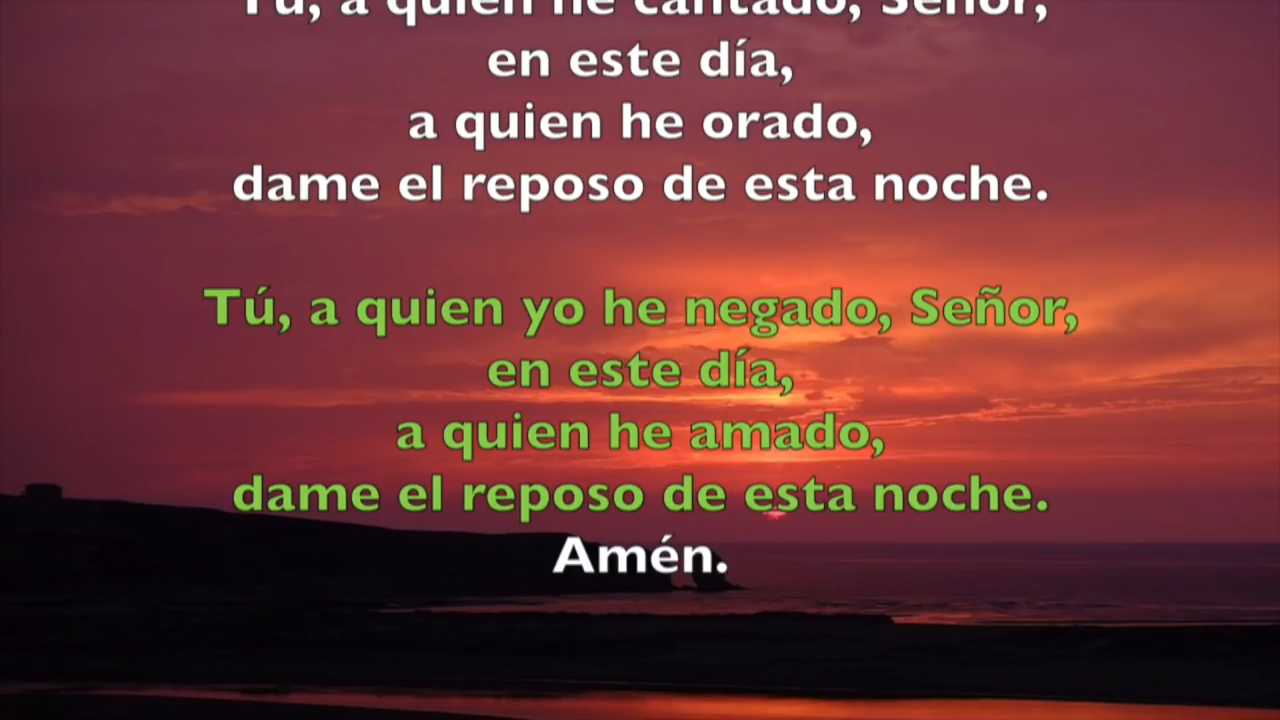 Tú, a quien he cantado, Señor,
en este día,
a quien he orado,
dame el reposo de esta noche.
Tú, a quien yo he negado, Señor,
en este día,
a quien he amado,
dame el reposo de esta noche.
Amén.